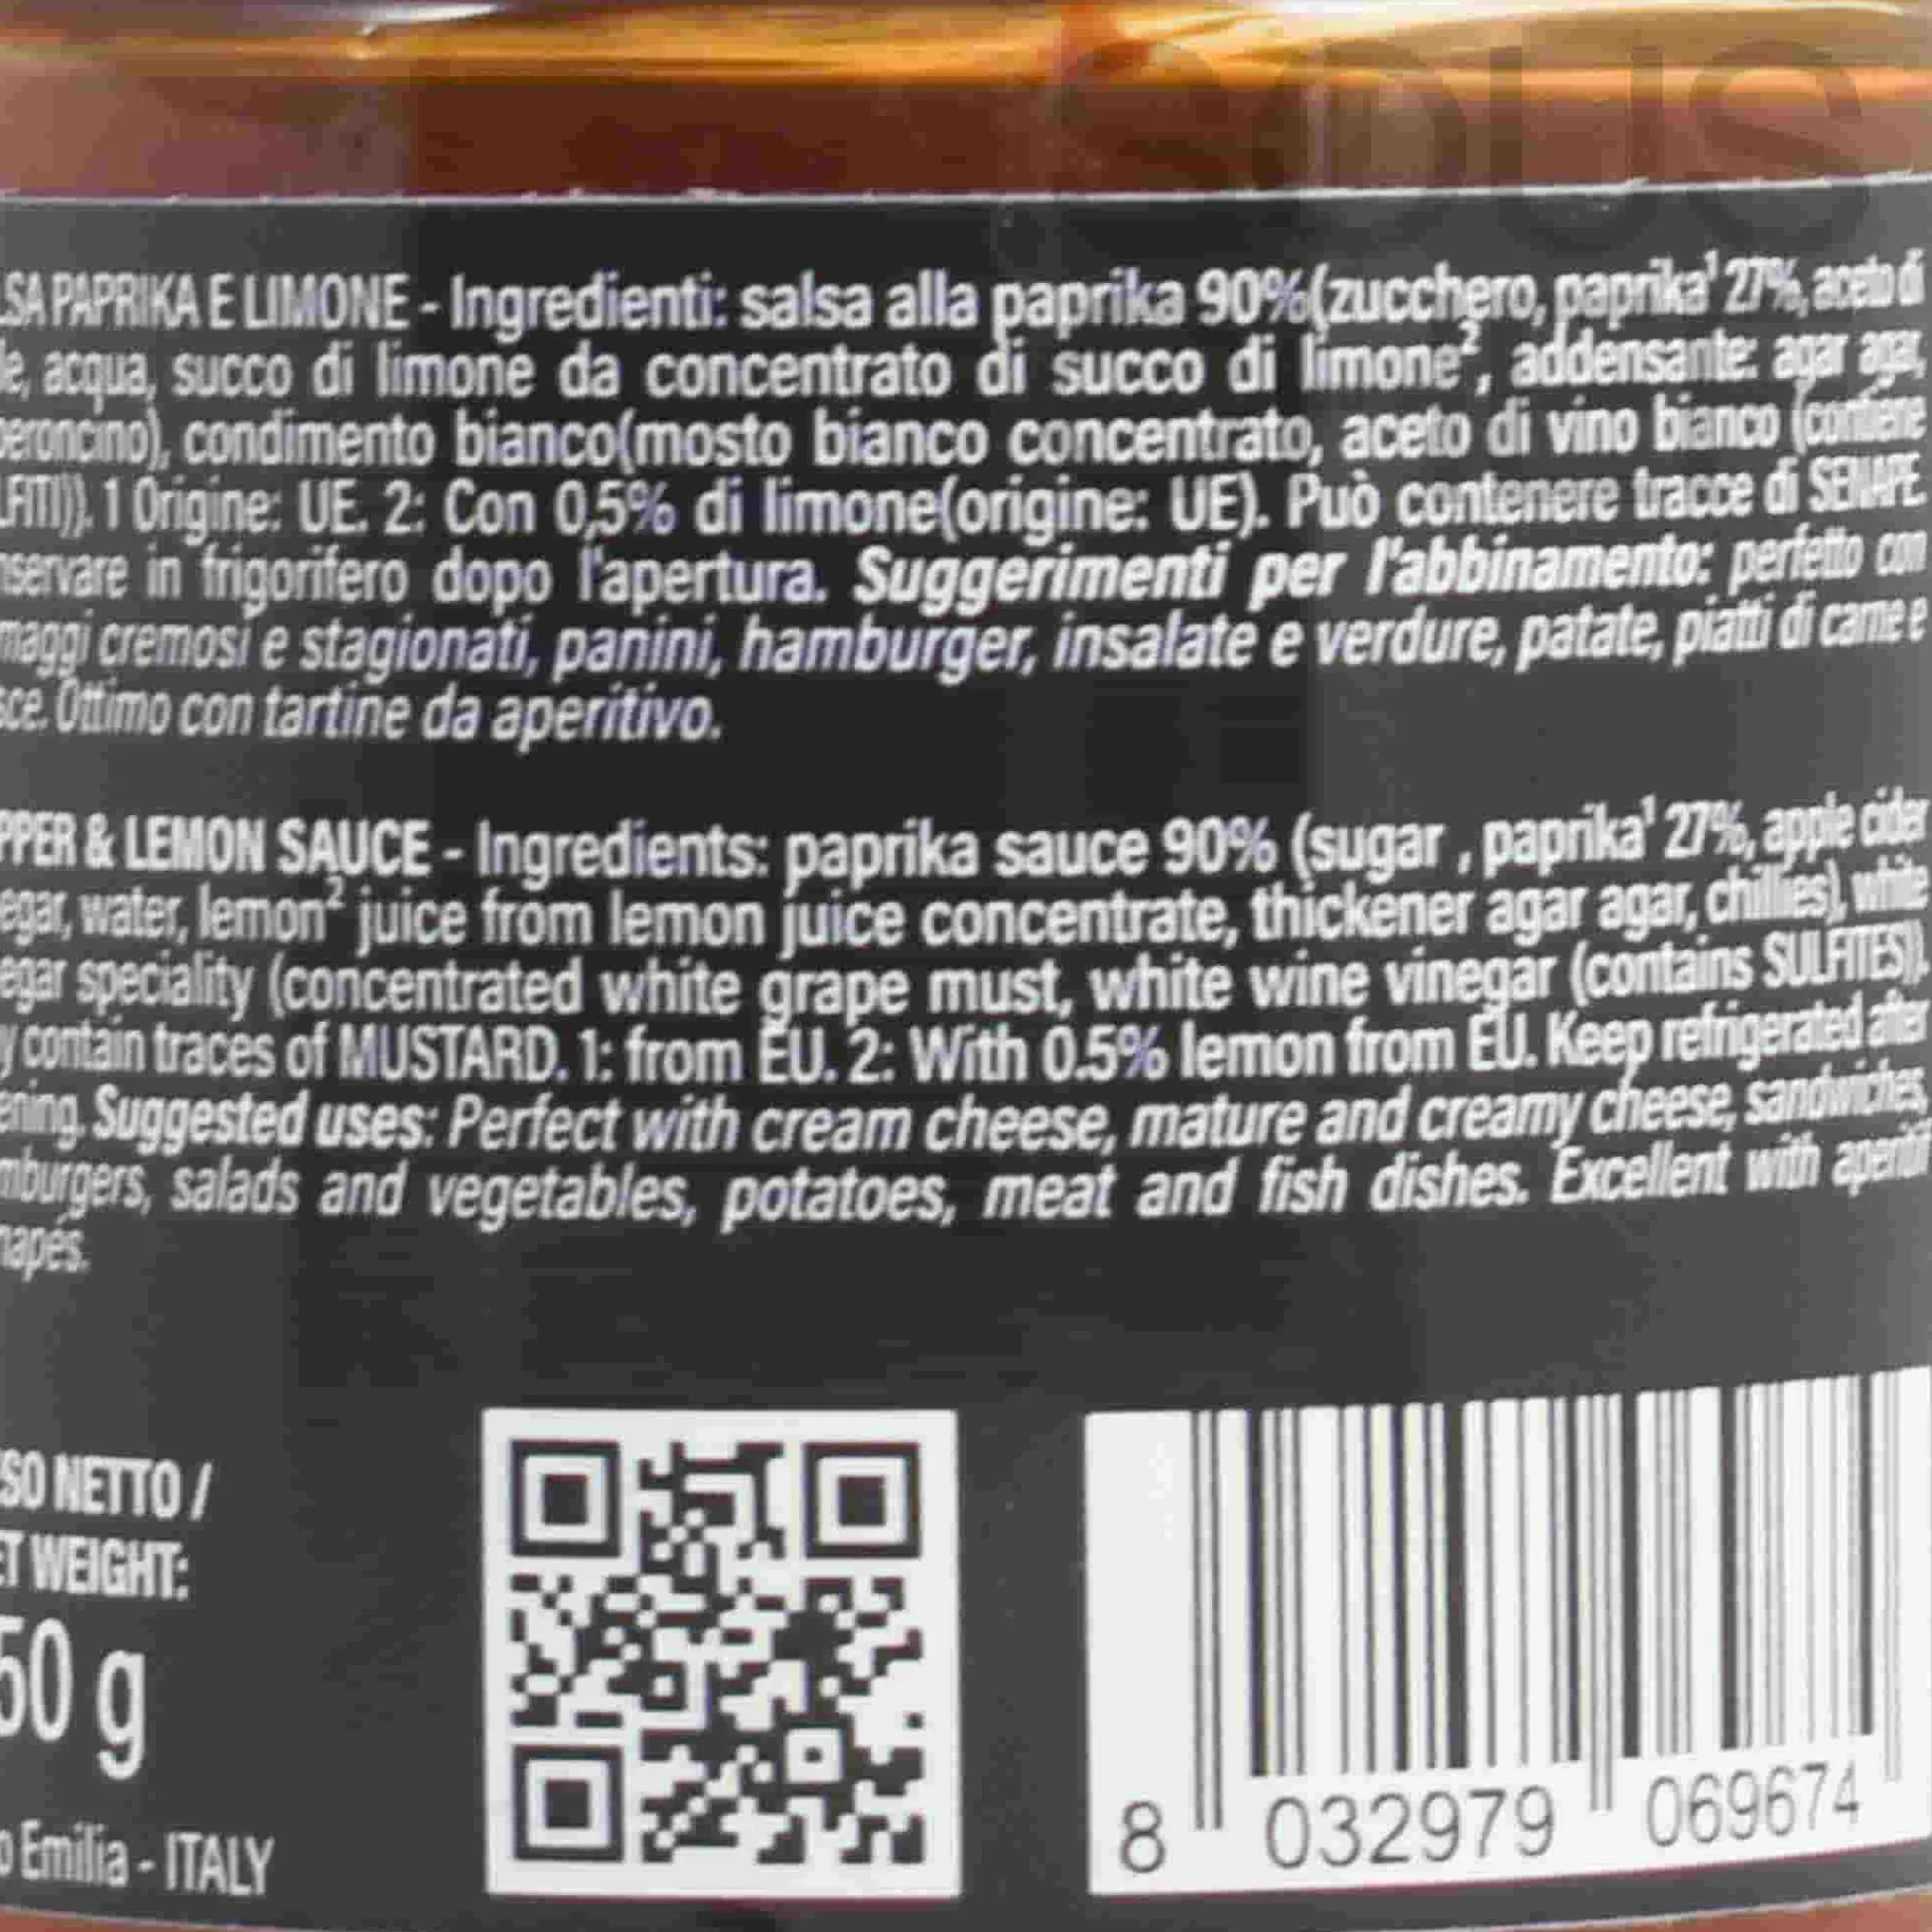 SA PAPRIKA E LIMONE - Ingredienti: salsa alla paprika 90%(zucchero, paprika¹ 27%, aceto di
le, acqua, succo di limone da concentrato di succo di limone², addensante: agar agar,
peroncino), condimento bianco(mosto bianco concentrato, aceto di vino bianco (contiene
LFITI)). 1 Origine: UE. 2: Con 0,5% di limone(origine: UE). Può contenere tracce di SENAPE.
nservare in frigorifero dopo l'apertura. Suggerimenti per l'abbinamento: perfetto con
maggi cremosi e stagionati, panini, hamburger, insalate e verdure, patate, piatti di carne e
sce. Ottimo con tartine da aperitivo.
PPER & LEMON SAUCE - Ingredients: paprika sauce 90% (sugar , paprika¹ 27%, apple cider
egar, water, lemon² juice from lemon juice concentrate, thickener agar agar, chillies), white
egar speciality (concentrated white grape must, white wine vinegar (contains SULFITES)).
y contain traces of MUSTARD. 1: from EU. 2: With 0.5% lemon from EU. Keep refrigerated after
ening. Suggested uses: Perfect with cream cheese, mature and creamy cheese, sandwiches,
mburgers, salads and vegetables, potatoes, meat and fish dishes. Excellent with aperitif
napés.
SO NETTO /
ET WEIGHT:
50 g
o Emilia - ITALY
8 032979 069674